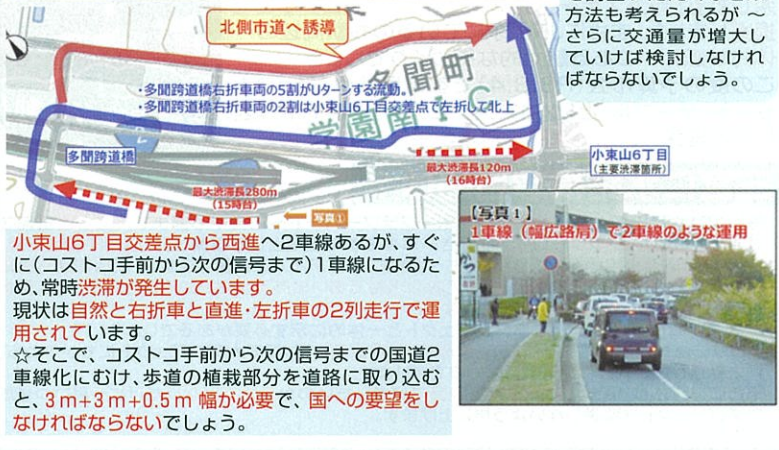 方法も考えられるが ～
さらに交通量が増大し
ていけば検討しなけれ
ばならないでしょう。
北側市道へ誘導
多聞町
・多聞跨道橋右折車両の5割がUターンする流動。
・多聞跨道橋右折車両の2割は小束山6丁目交差点で左折して北上
学園南IC
多聞跨道橋
最大渋滞長120m
(16時台)
小束山6丁目
(主要渋滞箇所)
最大渋滞長280m
(15時台)
写真①
小束山6丁目交差点から西進へ2車線あるが、すぐ
に(コストコ手前から次の信号まで)1車線になるた
め、常時渋滞が発生しています。
現状は自然と右折車と直進・左折車の2列走行で運
用されています。
☆そこで、コストコ手前から次の信号までの国道2
車線化にむけ、歩道の植栽部分を道路に取り込む
と、3m+3m+0.5m 幅が必要で、国への要望をし
なければならないでしょう。
【写真1】
1車線(幅広路肩)で2車線のような運用